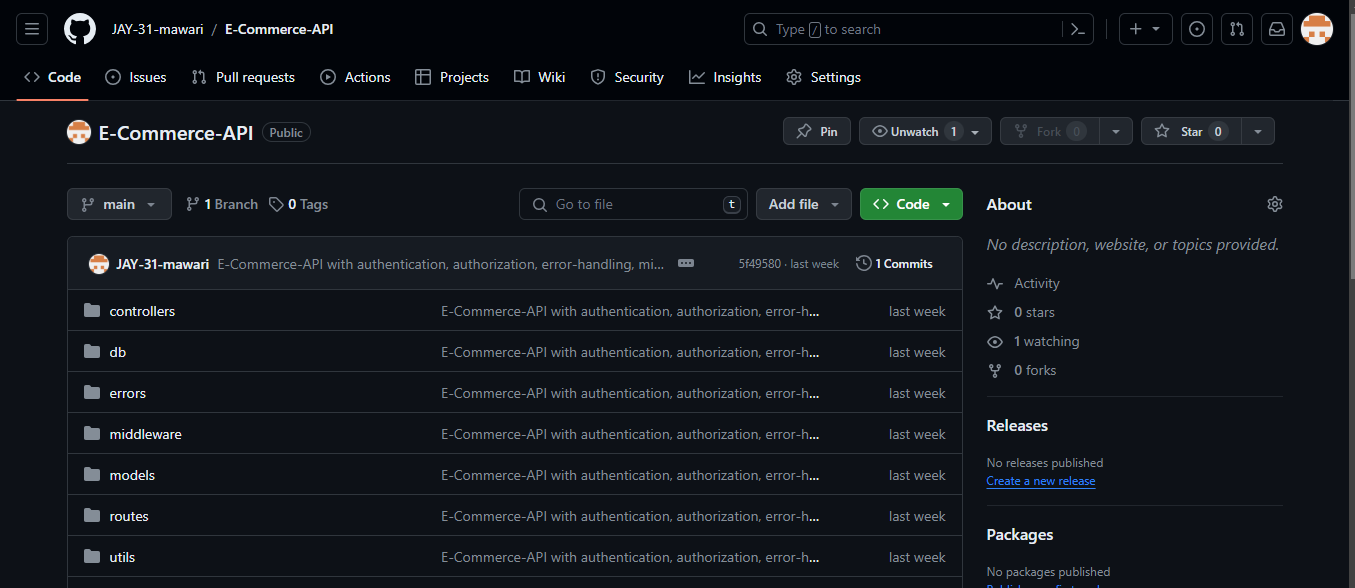 JAY-31-mawari / E-Commerce-API
Type / to search
Code Issues Pull requests Actions Projects Wiki Security Insights Settings
E-Commerce-API Public
Pin Unwatch 1 Fork 0 Star 0
main 1 Branch 0 Tags
Go to file t Add file Code
JAY-31-mawari E-Commerce-API with authentication, authorization, error-handling, mi... 5f49580 · last week 1 Commits
controllers E-Commerce-API with authentication, authorization, error-h... last week
db E-Commerce-API with authentication, authorization, error-h... last week
errors E-Commerce-API with authentication, authorization, error-h... last week
middleware E-Commerce-API with authentication, authorization, error-h... last week
models E-Commerce-API with authentication, authorization, error-h... last week
routes E-Commerce-API with authentication, authorization, error-h... last week
utils E-Commerce-API with authentication, authorization, error-h... last week
About
No description, website, or topics provided.
Activity
0 stars
1 watching
0 forks
Releases
No releases published
Create a new release
Packages
No packages published